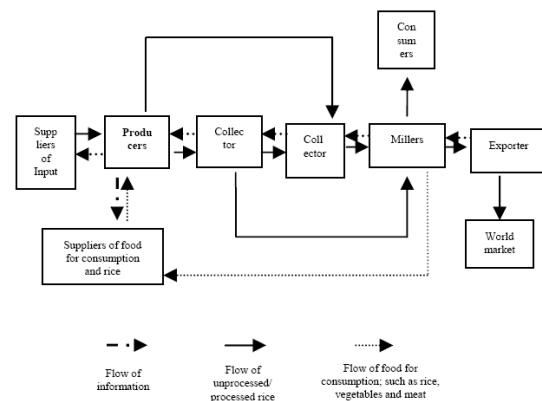 Con
sum
ers
Supp
liers
of
Input
Produ
cers
Collec
tor
Coll
ector
Millers
Exporter
Suppliers of food
for consumption
and rice
World
market
Flow of
information
Flow of
unprocessed/
processed rice
Flow of food for
consumption; such as rice,
vegetables and meat